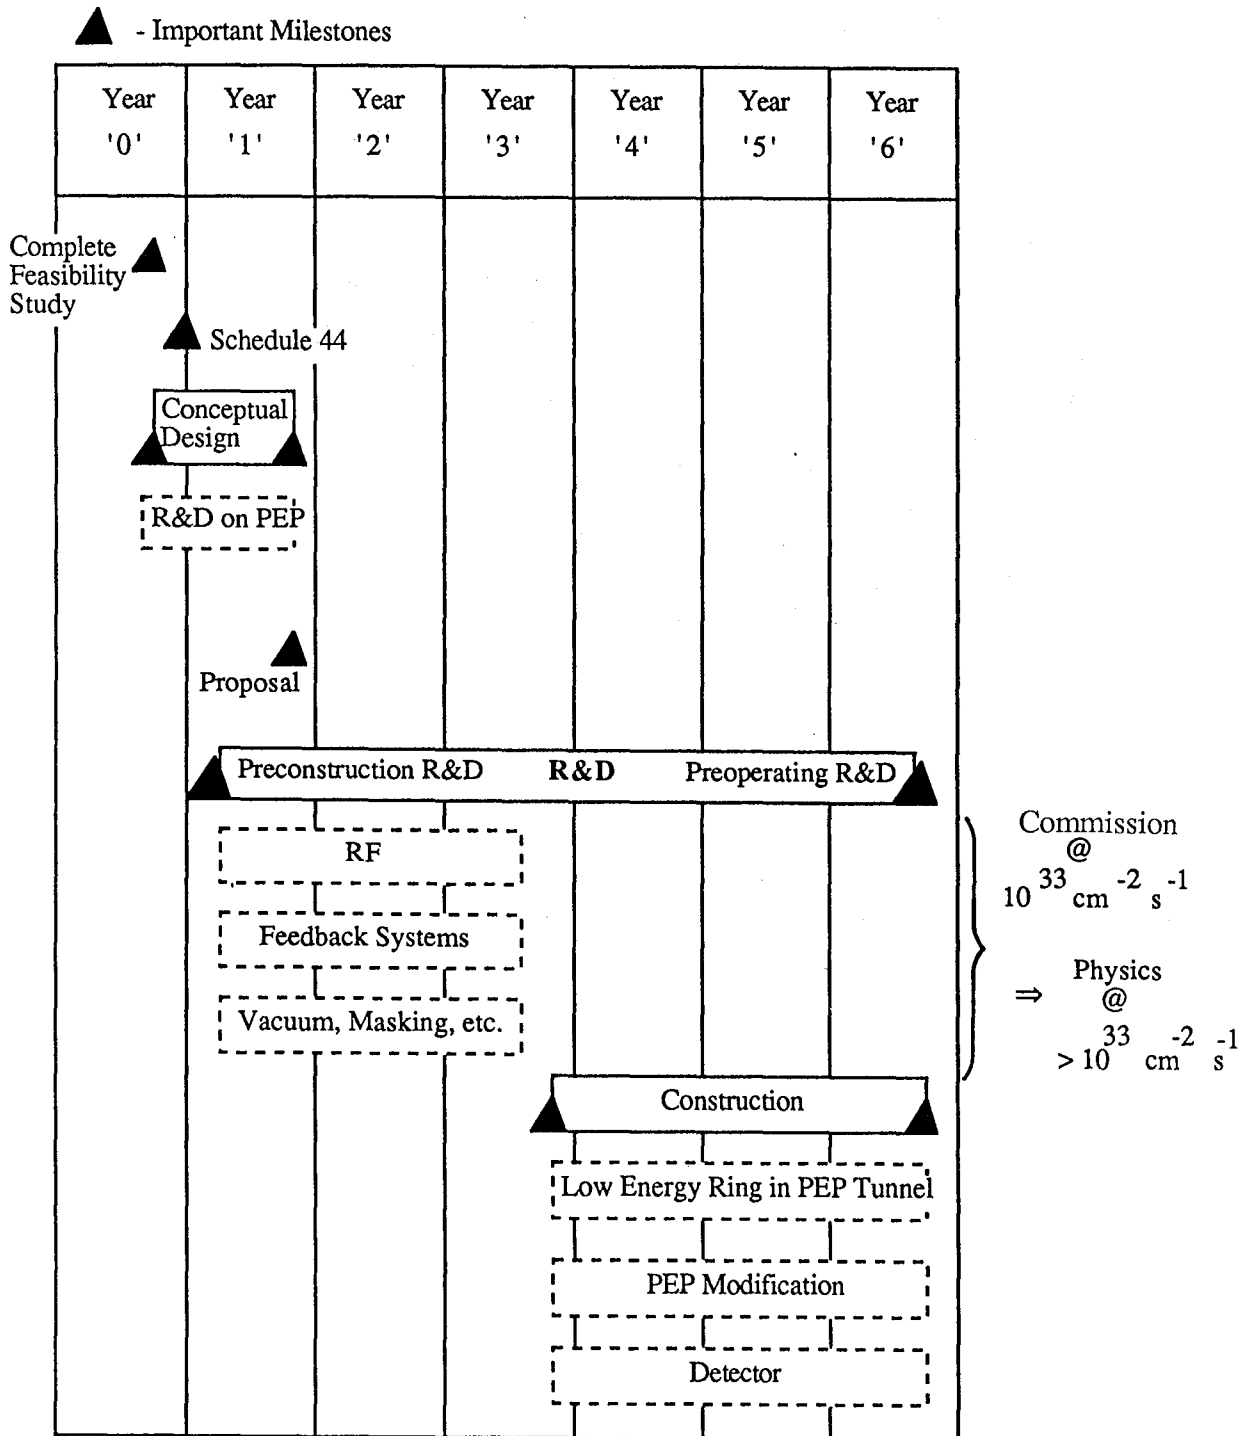 - Important Milestones
Year Year Year Year Year Year Year
'0' '1' '2' '3' '4' '5' '6'
Complete
Feasibility
Study
Schedule 44
Conceptual
Design
R&D on PEP
Proposal
Preconstruction R&D R&D Preoperating R&D
RF
Feedback Systems
Vacuum, Masking, etc.
Commission
@
10^33 cm^-2 s^-1
Physics
⇒ @
> 10^33 cm^-2 s^-1
Construction
Low Energy Ring in PEP Tunnel
PEP Modification
Detector